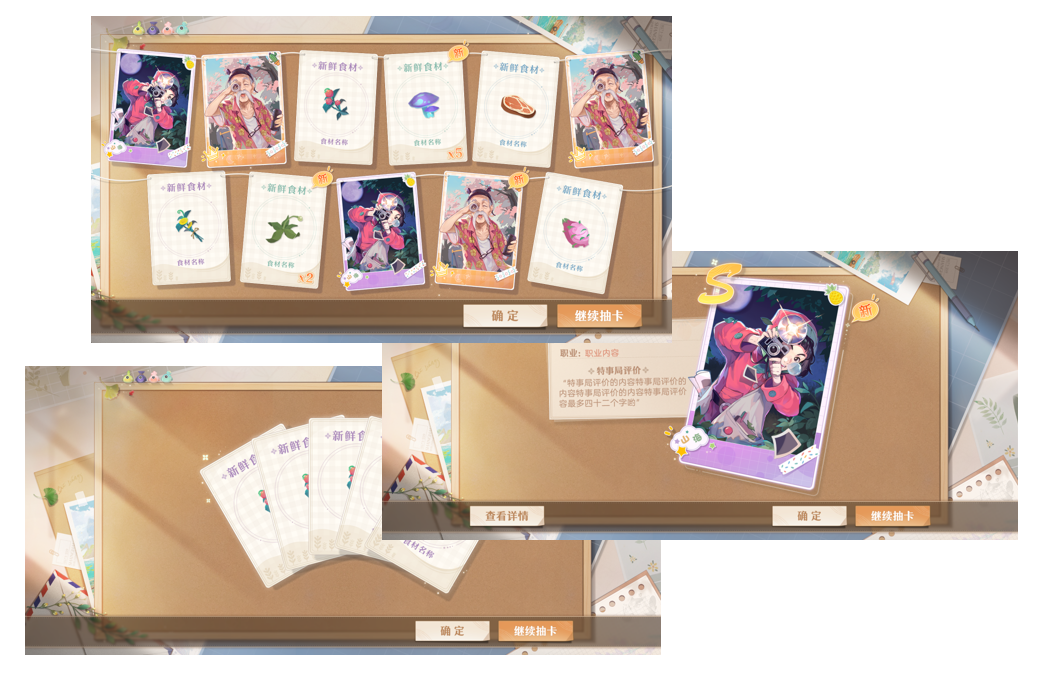 新鲜食材
新
新鲜食材
新鲜食材
食材名称
食材名称
x5
食材名称
新鲜食材
新鲜食材
新
新
新鲜食材
食材名称
食材名称
x2
食材名称
确定
继续抽卡
S
新
职业：职业内容
特事局评价
“特事局评价的内容特事局评价的
内容特事局评价的内容特事局评价
容最多四十二个字哟”
山海
查看详情
确定
继续抽卡
新鲜食
新鲜食
新鲜食
食材名称
确定
继续抽卡